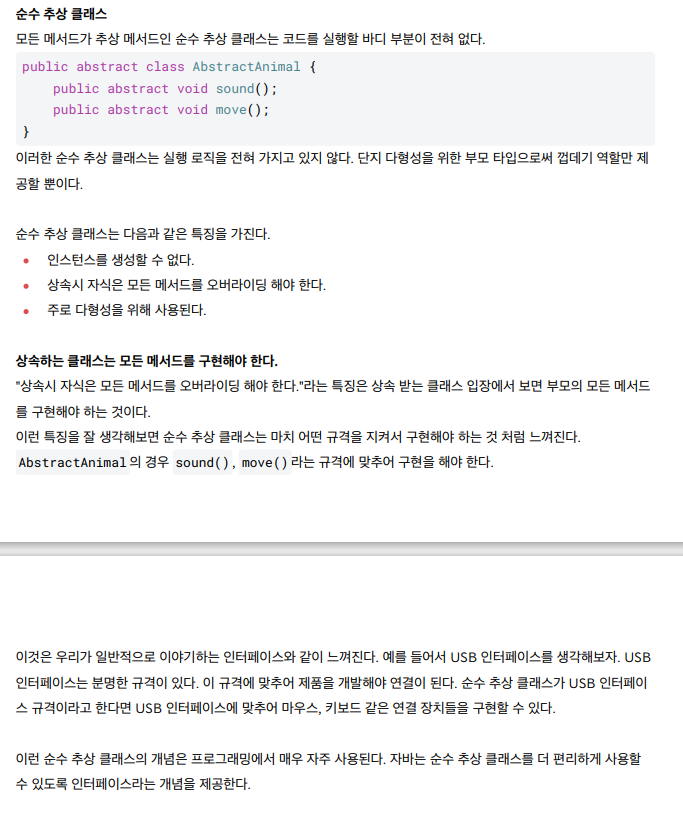 순수 추상 클래스
모든 메서드가 추상 메서드인 순수 추상 클래스는 코드를 실행할 바디 부분이 전혀 없다.
public abstract class AbstractAnimal {
    public abstract void sound();
    public abstract void move();
}
이러한 순수 추상 클래스는 실행 로직을 전혀 가지고 있지 않다. 단지 다형성을 위한 부모 타입으로써 껍데기 역할만 제
공할 뿐이다.
순수 추상 클래스는 다음과 같은 특징을 가진다.
• 인스턴스를 생성할 수 없다.
• 상속시 자식은 모든 메서드를 오버라이딩 해야 한다.
• 주로 다형성을 위해 사용된다.
상속하는 클래스는 모든 메서드를 구현해야 한다.
"상속시 자식은 모든 메서드를 오버라이딩 해야 한다."라는 특징은 상속 받는 클래스 입장에서 보면 부모의 모든 메서드
를 구현해야 하는 것이다.
이런 특징을 잘 생각해보면 순수 추상 클래스는 마치 어떤 규격을 지켜서 구현해야 하는 것 처럼 느껴진다.
AbstractAnimal의 경우 sound(), move()라는 규격에 맞추어 구현을 해야 한다.
이것은 우리가 일반적으로 이야기하는 인터페이스와 같이 느껴진다. 예를 들어서 USB 인터페이스를 생각해보자. USB
인터페이스는 분명한 규격이 있다. 이 규격에 맞추어 제품을 개발해야 연결이 된다. 순수 추상 클래스가 USB 인터페이
스 규격이라고 한다면 USB 인터페이스에 맞추어 마우스, 키보드 같은 연결 장치들을 구현할 수 있다.
이런 순수 추상 클래스의 개념은 프로그래밍에서 매우 자주 사용된다. 자바는 순수 추상 클래스를 더 편리하게 사용할
수 있도록 인터페이스라는 개념을 제공한다.